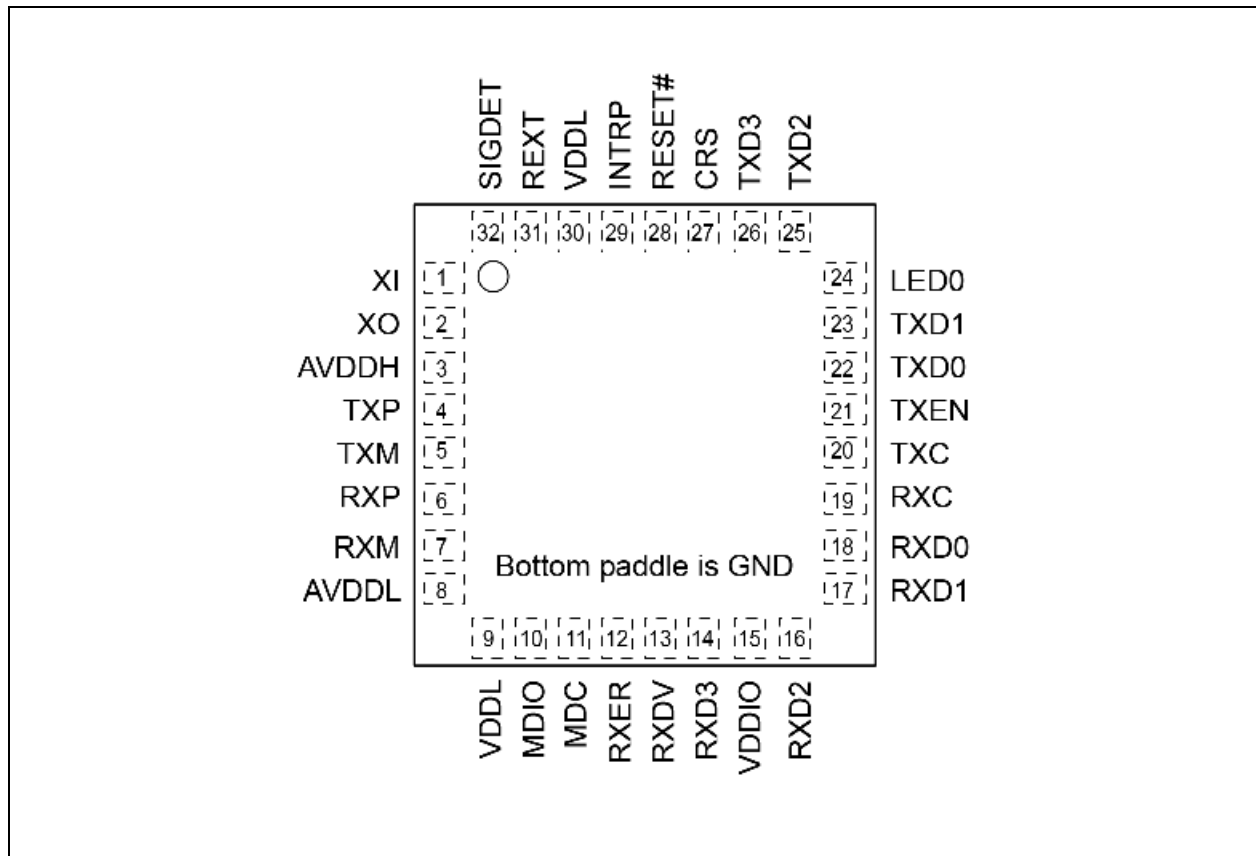 SIGDET REXT VDDL INTRP RESET# CRS TXD3 TXD2
32 31 30 29 28 27 26 25
XI 1 24 LED0
XO 2 23 TXD1
AVDDH 3 22 TXD0
TXP 4 21 TXEN
TXM 5 20 TXC
RXP 6 19 RXC
RXM 7 18 RXD0
Bottom paddle is GND
AVDDL 8 17 RXD1
9 10 11 12 13 14 15 16
VDDL MDIO MDC RXER RXDV RXD3 VDDIO RXD2